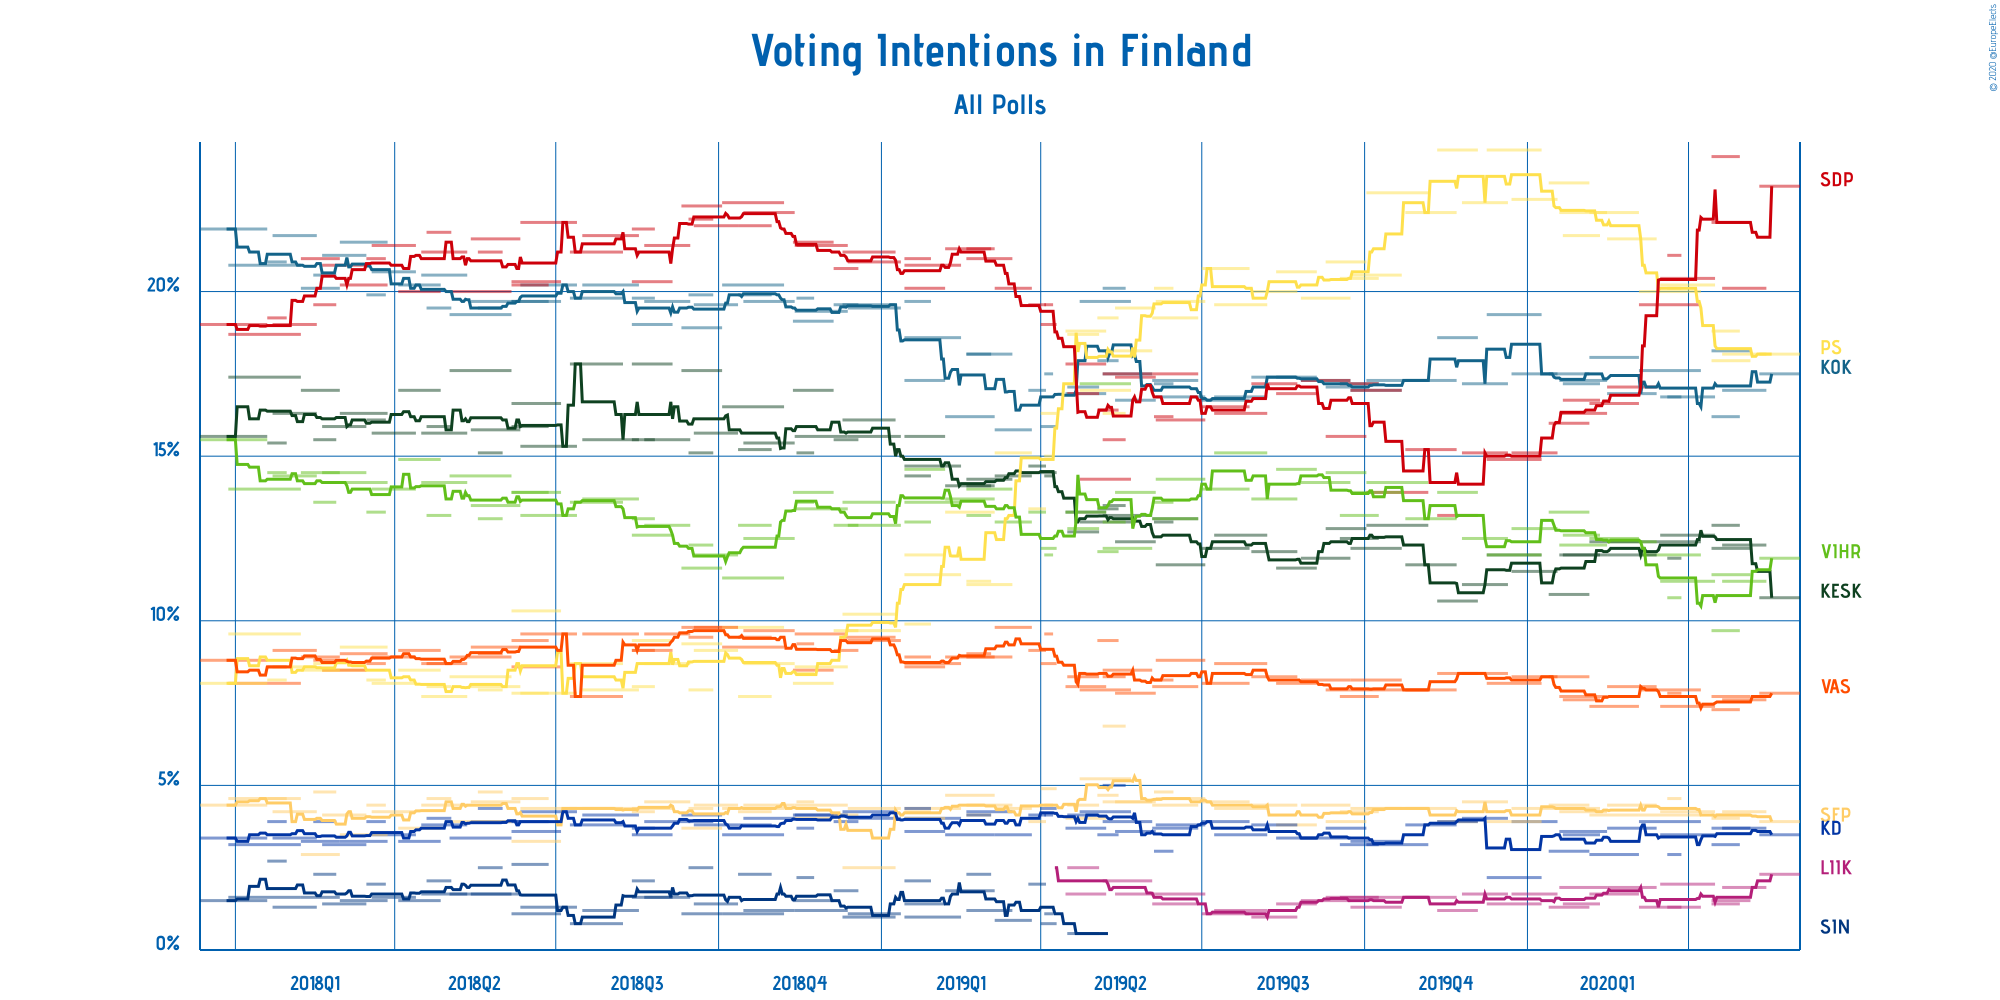 © 2020 @EuropeElects
Voting Intentions in Finland
All Polls
SDP
20%
PS
KOK
15%
VIHR
KESK
10%
VAS
5%
SFP
KD
LIIK
SIN
0%
2018Q1 2018Q2 2018Q3 2018Q4 2019Q1 2019Q2 2019Q3 2019Q4 2020Q1